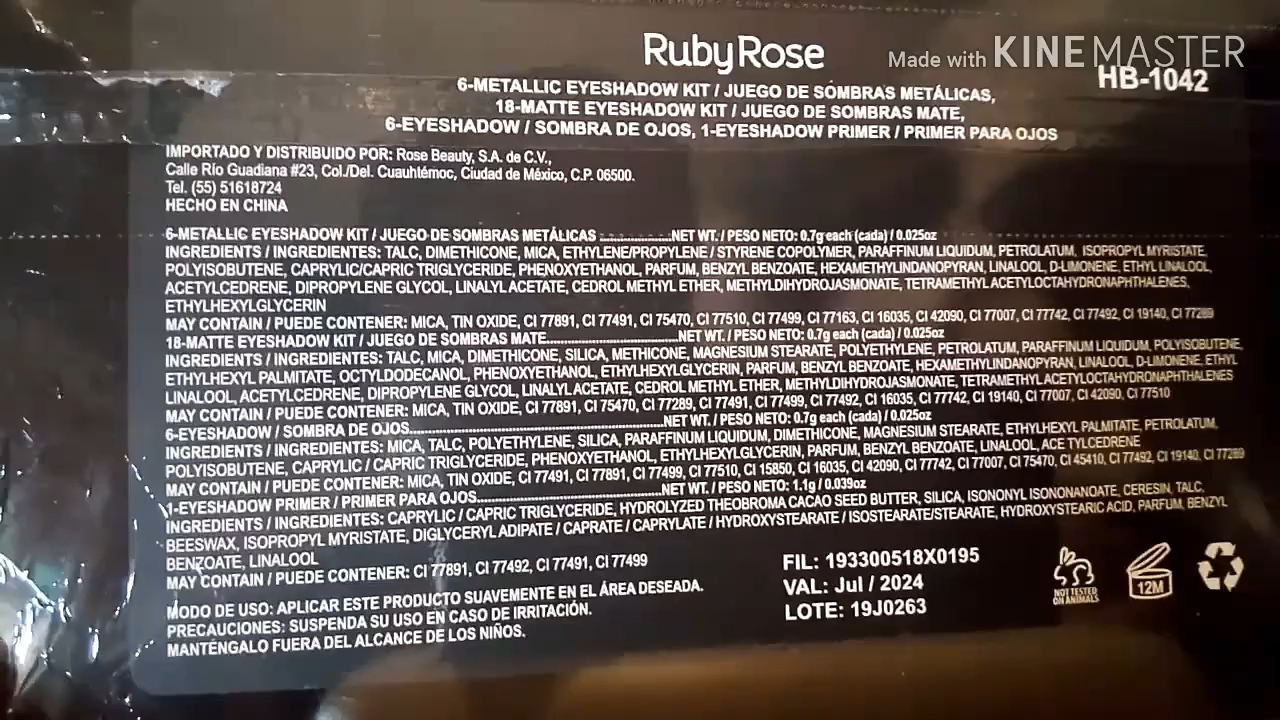 RubyRose
Made with KINEMASTER
HB-1042
6-METALLIC EYESHADOW KIT / JUEGO DE SOMBRAS METÁLICAS,
18-MATTE EYESHADOW KIT / JUEGO DE SOMBRAS MATE,
6-EYESHADOW / SOMBRA DE OJOS, 1-EYESHADOW PRIMER / PRIMER PARA OJOS
IMPORTADO Y DISTRIBUIDO POR: Rose Beauty, S.A. de C.V.,
Calle Río Guadiana #23, Col./Del. Cuauhtémoc, Ciudad de México, C.P. 06500.
Tel. (55) 51618724
HECHO EN CHINA
6-METALLIC EYESHADOW KIT / JUEGO DE SOMBRAS METÁLICAS ......................NET WT. / PESO NETO: 0.7g each (cada) / 0.025oz
INGREDIENTS / INGREDIENTES: TALC, DIMETHICONE, MICA, ETHYLENE/PROPYLENE / STYRENE COPOLYMER, PARAFFINUM LIQUIDUM, PETROLATUM, ISOPROPYL MYRISTATE,
POLYISOBUTENE, CAPRYLIC/CAPRIC TRIGLYCERIDE, PHENOXYETHANOL, PARFUM, BENZYL BENZOATE, HEXAMETHYLINDANOPYRAN, LINALOOL, D-LIMONENE, ETHYL LINALOOL,
ACETYLCEDRENE, DIPROPYLENE GLYCOL, LINALYL ACETATE, CEDROL METHYL ETHER, METHYLDIHYDROJASMONATE, TETRAMETHYL ACETYLOCTAHYDRONAPHTHALENES,
ETHYLHEXYLGLYCERIN
MAY CONTAIN / PUEDE CONTENER: MICA, TIN OXIDE, CI 77891, CI 77491, CI 75470, CI 77510, CI 77499, CI 77163, CI 16035, CI 42090, CI 77007, CI 77742, CI 77492, CI 19140, CI 77289
18-MATTE EYESHADOW KIT / JUEGO DE SOMBRAS MATE......................................NET WT. / PESO NETO: 0.7g each (cada) / 0.025oz
INGREDIENTS / INGREDIENTES: TALC, MICA, DIMETHICONE, SILICA, METHICONE, MAGNESIUM STEARATE, POLYETHYLENE, PETROLATUM, PARAFFINUM LIQUIDUM, POLYISOBUTENE,
ETHYLHEXYL PALMITATE, OCTYLDODECANOL, PHENOXYETHANOL, ETHYLHEXYLGLYCERIN, PARFUM, BENZYL BENZOATE, HEXAMETHYLINDANOPYRAN, LINALOOL, D-LIMONENE, ETHYL
LINALOOL, ACETYLCEDRENE, DIPROPYLENE GLYCOL, LINALYL ACETATE, CEDROL METHYL ETHER, METHYLDIHYDROJASMONATE, TETRAMETHYL ACETYLOCTAHYDRONAPHTHALENES
MAY CONTAIN / PUEDE CONTENER: MICA, TIN OXIDE, CI 77891, CI 75470, CI 77289, CI 77491, CI 77499, CI 77492, CI 16035, CI 77742, CI 19140, CI 77007, CI 42090, CI 77510
6-EYESHADOW / SOMBRA DE OJOS........................................................................NET WT. / PESO NETO: 0.7g each (cada) / 0.025oz
INGREDIENTS / INGREDIENTES: MICA, TALC, POLYETHYLENE, SILICA, PARAFFINUM LIQUIDUM, DIMETHICONE, MAGNESIUM STEARATE, ETHYLHEXYL PALMITATE, PETROLATUM,
POLYISOBUTENE, CAPRYLIC / CAPRIC TRIGLYCERIDE, PHENOXYETHANOL, ETHYLHEXYLGLYCERIN, PARFUM, BENZYL BENZOATE, LINALOOL, ACE TYLCEDRENE
MAY CONTAIN / PUEDE CONTENER: MICA, TIN OXIDE, CI 77491, CI 77891, CI 77499, CI 77510, CI 15850, CI 16035, CI 42090, CI 77742, CI 77007, CI 75470, CI 45410, CI 77492, CI 19140, CI 77289
1-EYESHADOW PRIMER / PRIMER PARA OJOS.....................................................NET WT. / PESO NETO: 1.1g / 0.039oz
INGREDIENTS / INGREDIENTES: CAPRYLIC / CAPRIC TRIGLYCERIDE, HYDROLYZED THEOBROMA CACAO SEED BUTTER, SILICA, ISONONYL ISONONANOATE, CERESIN, TALC,
BEESWAX, ISOPROPYL MYRISTATE, DIGLYCERYL ADIPATE / CAPRATE / CAPRYLATE / HYDROXYSTEARATE / ISOSTEARATE/STEARATE, HYDROXYSTEARIC ACID, PARFUM, BENZYL
BENZOATE, LINALOOL
MAY CONTAIN / PUEDE CONTENER: CI 77891, CI 77492, CI 77491, CI 77499
MODO DE USO: APLICAR ESTE PRODUCTO SUAVEMENTE EN EL ÁREA DESEADA.
PRECAUCIONES: SUSPENDA SU USO EN CASO DE IRRITACIÓN.
MANTÉNGALO FUERA DEL ALCANCE DE LOS NIÑOS.
FIL: 193300518X0195
VAL: Jul / 2024
LOTE: 19J0263
NOT TESTED
ON ANIMALS
12M